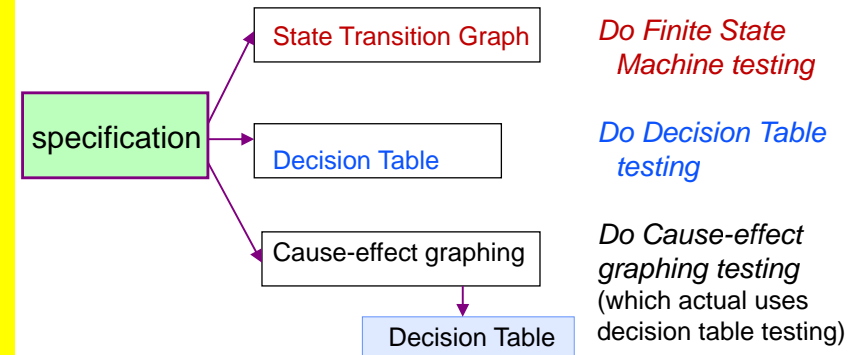 State Transition Graph
Do Finite State
Machine testing
specification
Decision Table
Do Decision Table
testing
Cause-effect graphing
Do Cause-effect
graphing testing
(which actual uses
decision table testing)
Decision Table